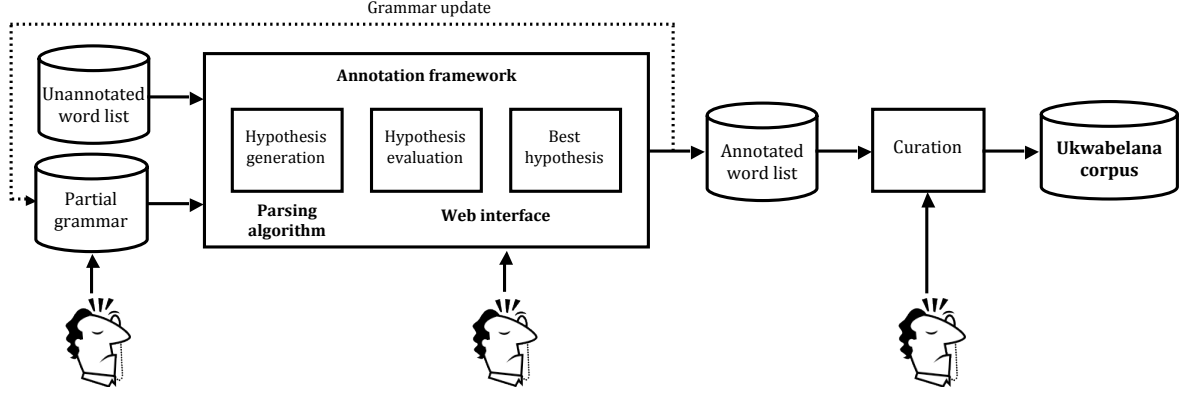 Grammar update
Unannotated
word list
Partial
grammar
Annotation framework
Hypothesis
generation
Hypothesis
evaluation
Best
hypothesis
Parsing
algorithm
Web interface
Annotated
word list
Curation
Ukwabelana
corpus